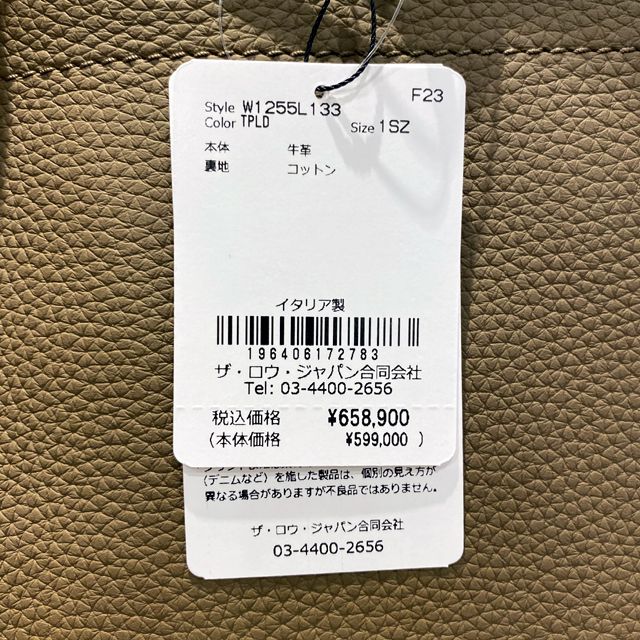 Style W1255L133 F23
Color TPLD Size 1SZ
本体 牛革
裏地 コットン
イタリア製
196406172783
ザ・ロウ・ジャパン合同会社
Tel: 03-4400-2656
税込価格 ¥658,900
(本体価格 ¥599,000 )
(デニムなど)を施した製品は、個別の見え方が
異なる場合がありますが不良品ではありません。
ザ・ロウ・ジャパン合同会社
03-4400-2656